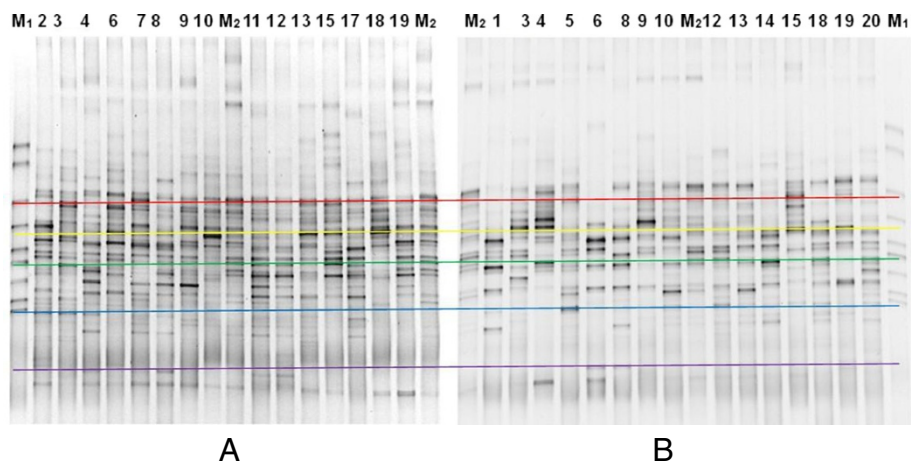 M₁ 2 3 4 6 7 8 9 10 M₂ 11 12 13 15 17 18 19 M₂
M₂ 1 3 4 5 6 8 9 10 M₂ 12 13 14 15 18 19 20 M₁
A
B